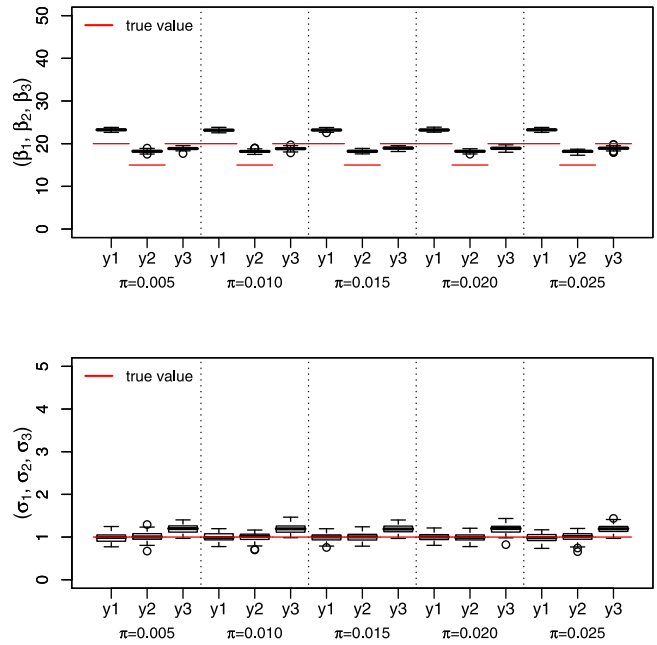 50
40
30
20
10
0
(β1, β2, β3)
true value
y1 y2 y3 y1 y2 y3 y1 y2 y3 y1 y2 y3 y1 y2 y3
π=0.005 π=0.010 π=0.015 π=0.020 π=0.025
5
4
3
2
1
0
(σ1, σ2, σ3)
true value
y1 y2 y3 y1 y2 y3 y1 y2 y3 y1 y2 y3 y1 y2 y3
π=0.005 π=0.010 π=0.015 π=0.020 π=0.025